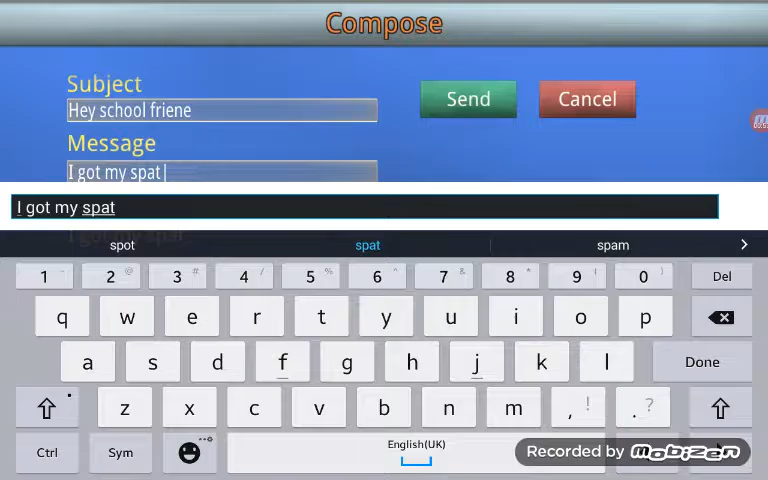 Compose
Subject
Hey school friene
Send
Cancel
Message
I got my spat
I got my spat
spot
spat
spam
1 - 2 @ 3 # 4 / 5 % 6 ^ 7 & 8 * 9 ( 0 ) Del
q w e r t y u i o p
a s d f g h j k l Done
z x c v b n m , ! . ?
Ctrl
Sym
English(UK)
Recorded by Mobizen